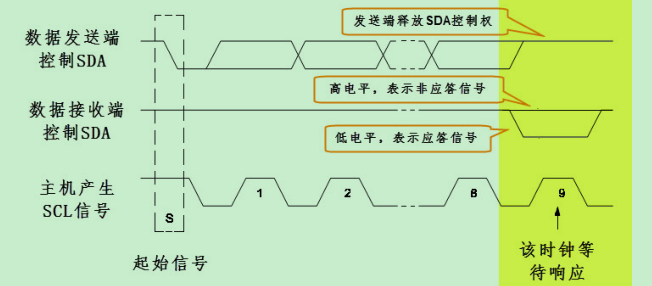 发送端释放SDA控制权
数据发送端
控制SDA
高电平，表示非应答信号
数据接收端
控制SDA
低电平，表示应答信号
主机产生
SCL信号
S
1
2
8
9
起始信号
该时钟等
待响应